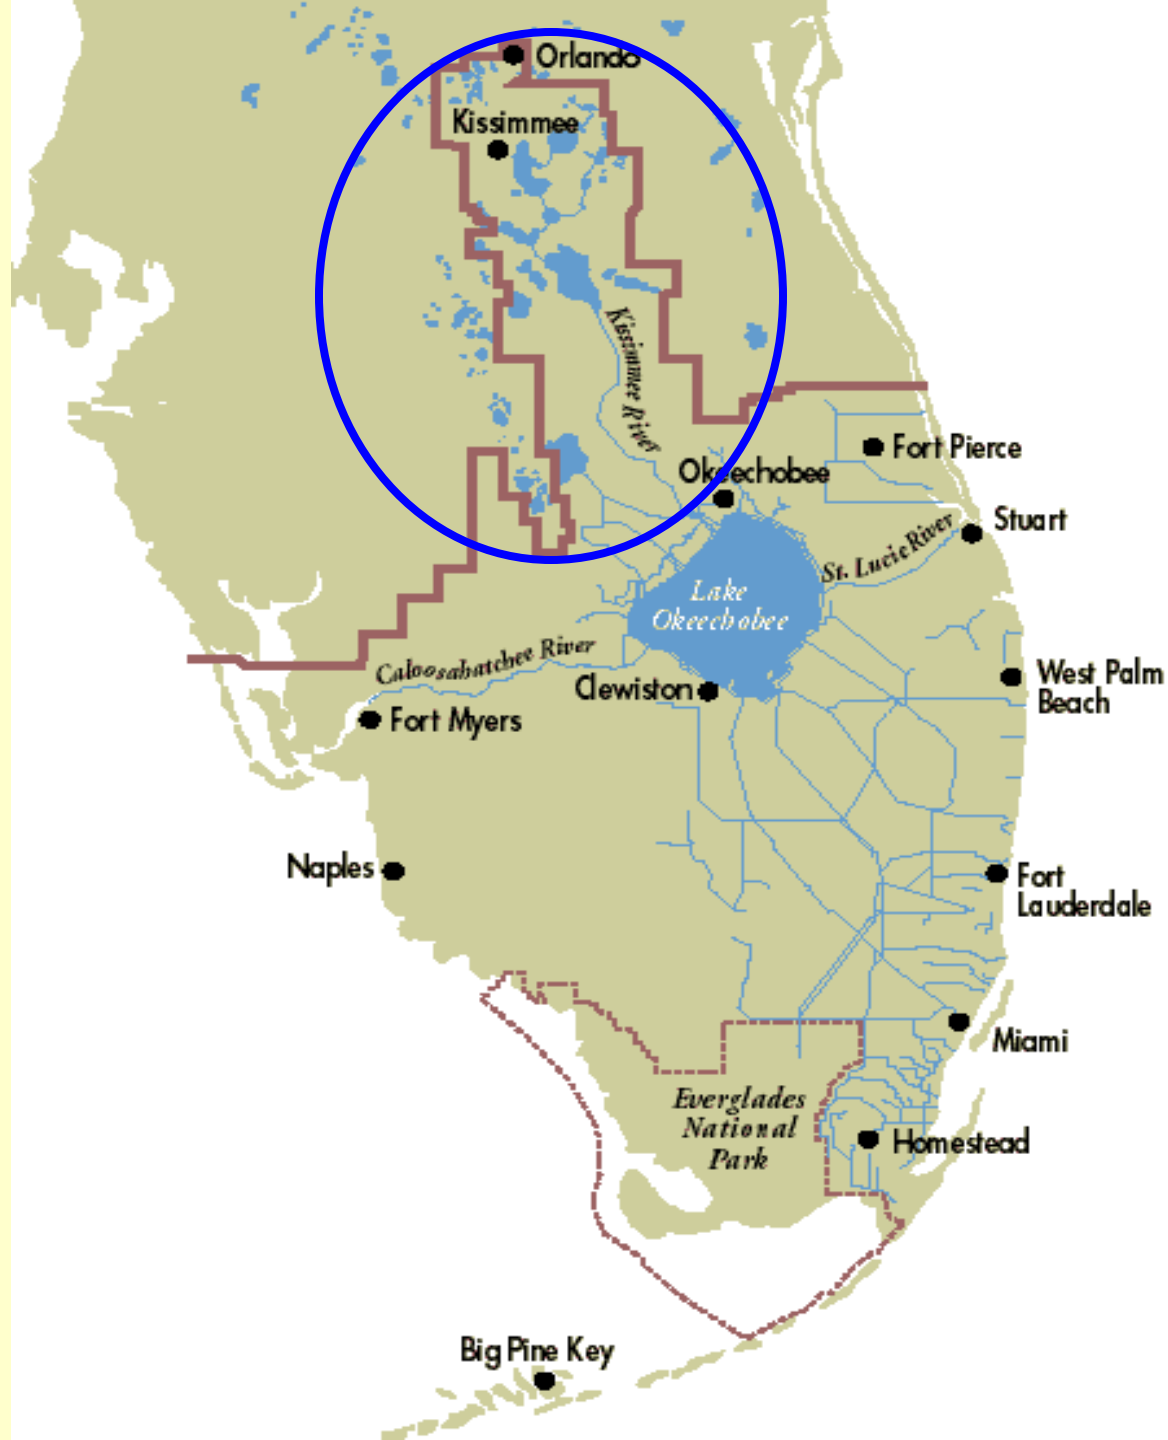 Orlando
Kissimmee
Kissimmee River
Okeechobee
Fort Pierce
Stuart
St. Lucie River
Lake
Okeechobee
Caloosahatchee River
Clewiston
West Palm
Beach
Fort Myers
Naples
Fort
Lauderdale
Miami
Everglades
National
Park
Homestead
Big Pine Key